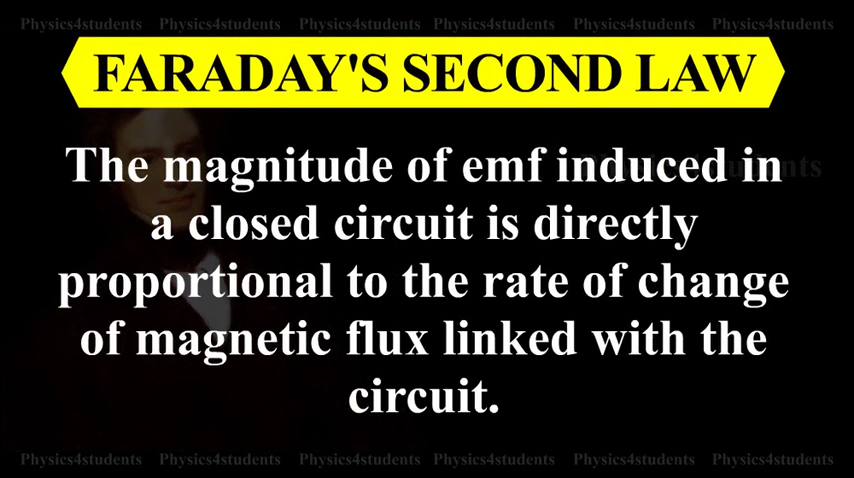 Physics4students Physics4students Physics4students Physics4students Physics4students Physics4students
FARADAY'S SECOND LAW
The magnitude of emf induced in
a closed circuit is directly
proportional to the rate of change
of magnetic flux linked with the
circuit.
Physics4students Physics4students Physics4students Physics4students Physics4students Physics4students